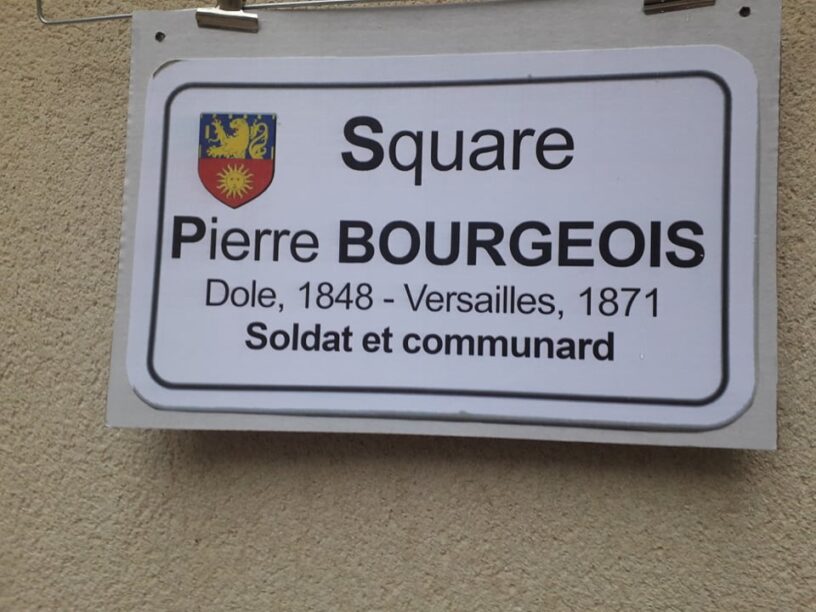 Square
Pierre BOURGEOIS
Dole, 1848 - Versailles, 1871
Soldat et communard